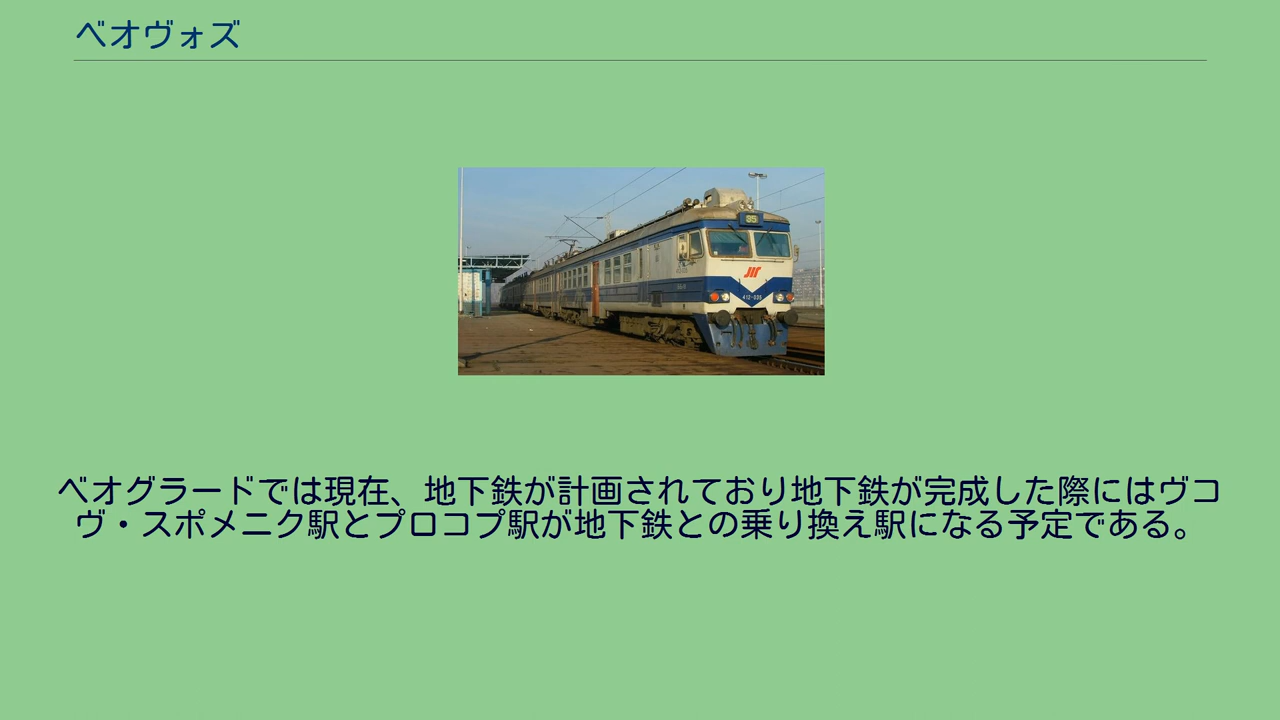 ベオヴォズ
35
412-035
ベオグラードでは現在、地下鉄が計画されており地下鉄が完成した際にはヴコ
ヴ・スポメニク駅とプロコプ駅が地下鉄との乗り換え駅になる予定である。